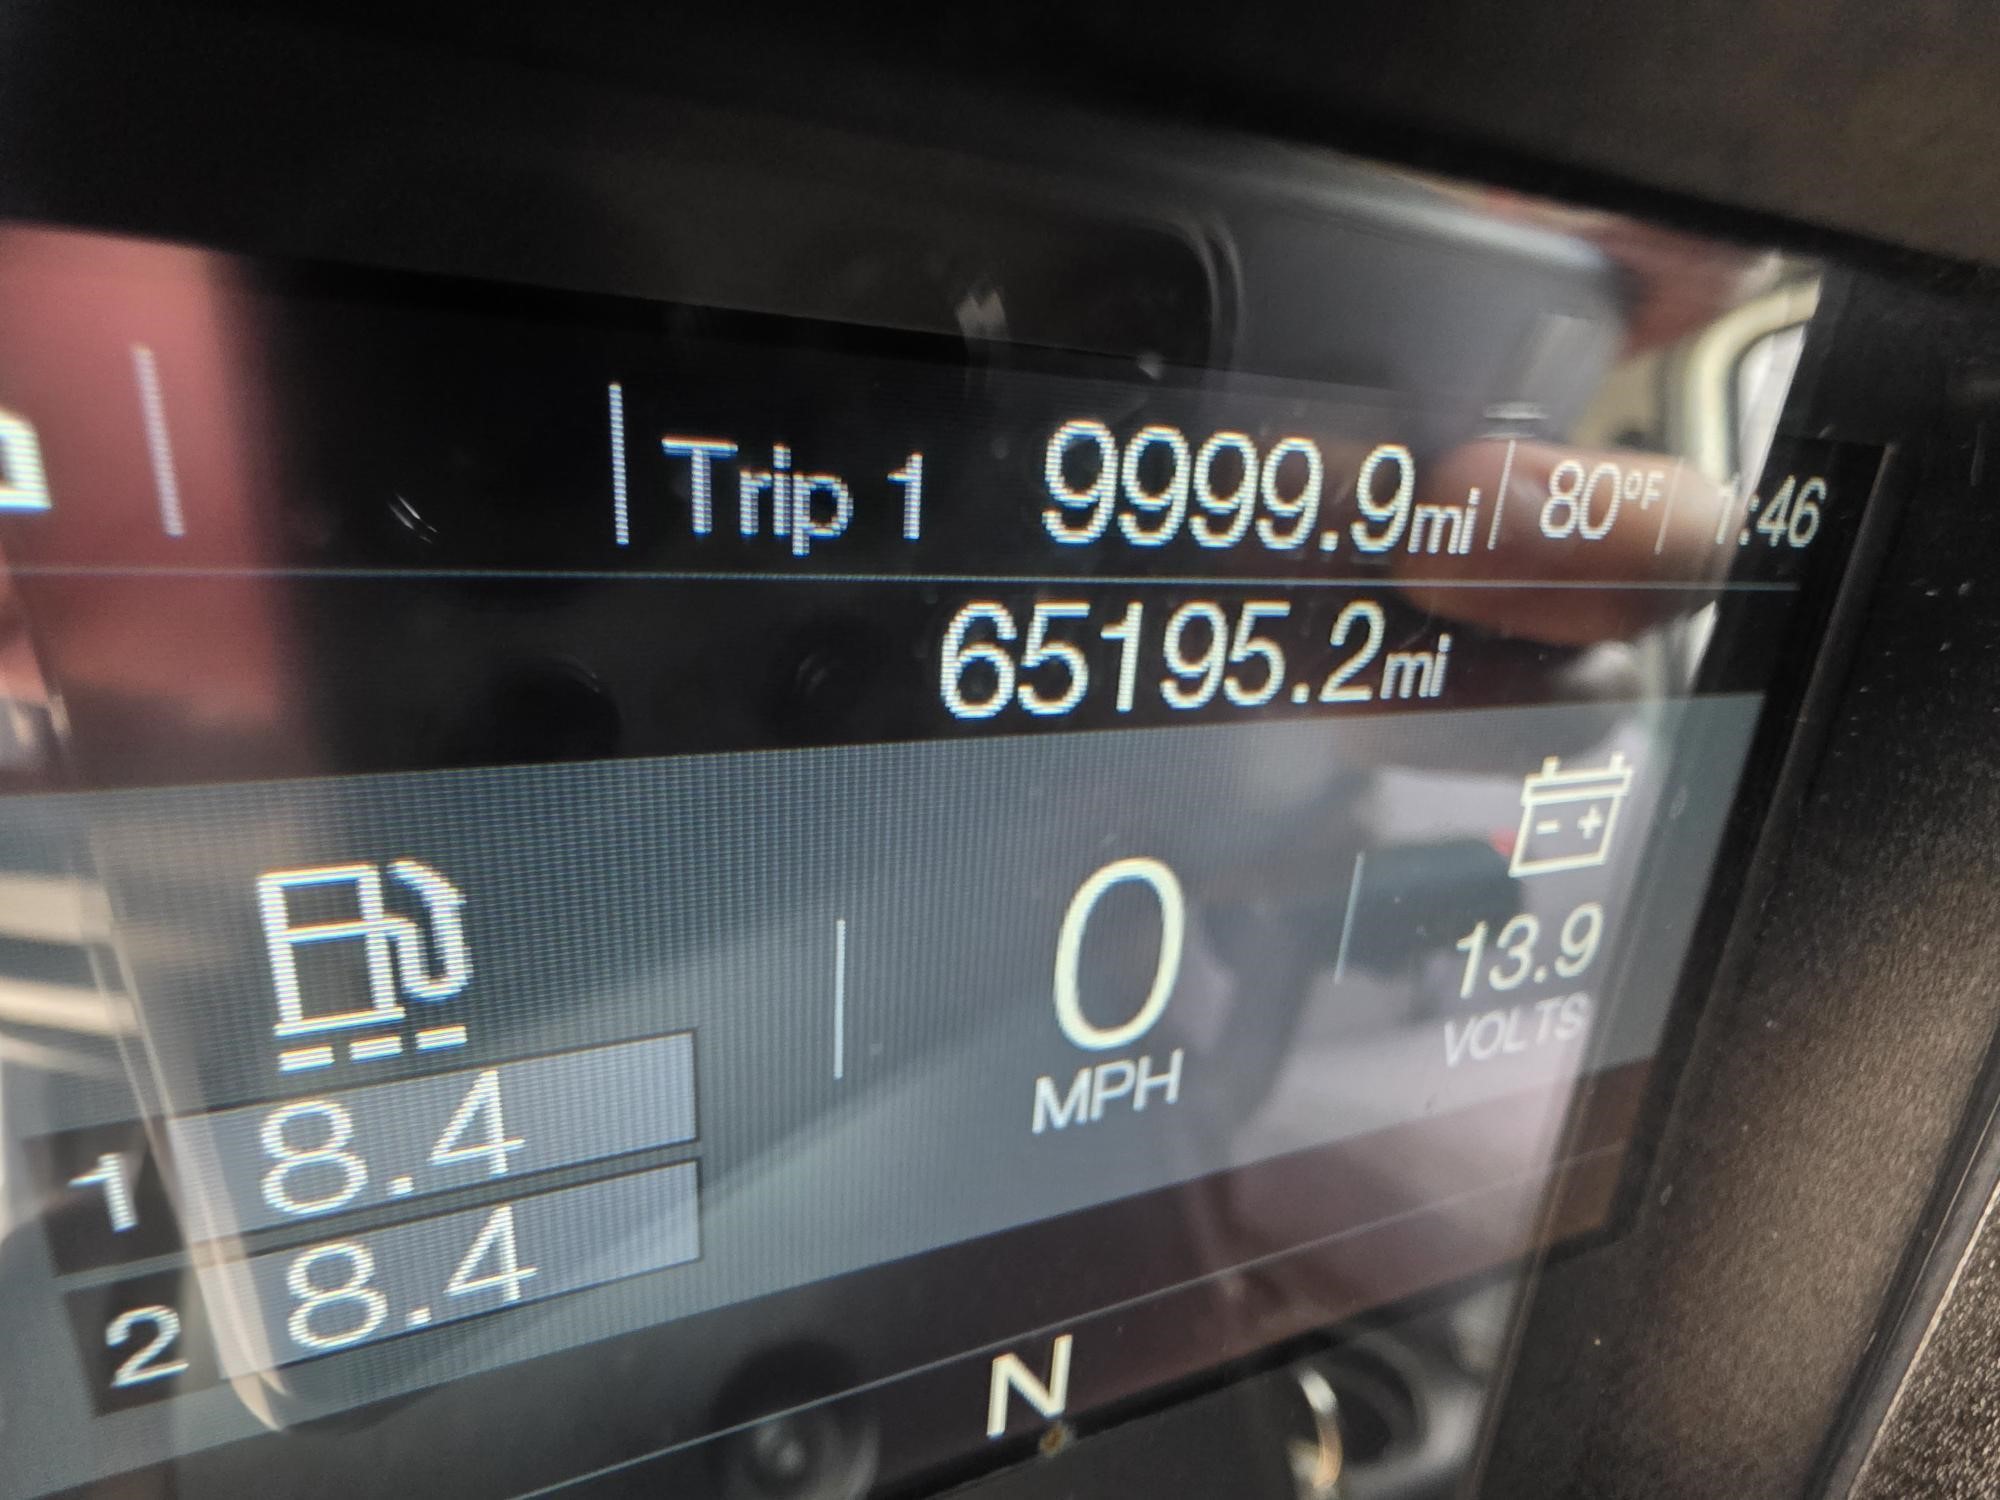 Trip 1 9999.9mi 80°F 1:46
65195.2mi
- +
13.9
VOLTS
0
MPH
1 8.4
2 8.4
N